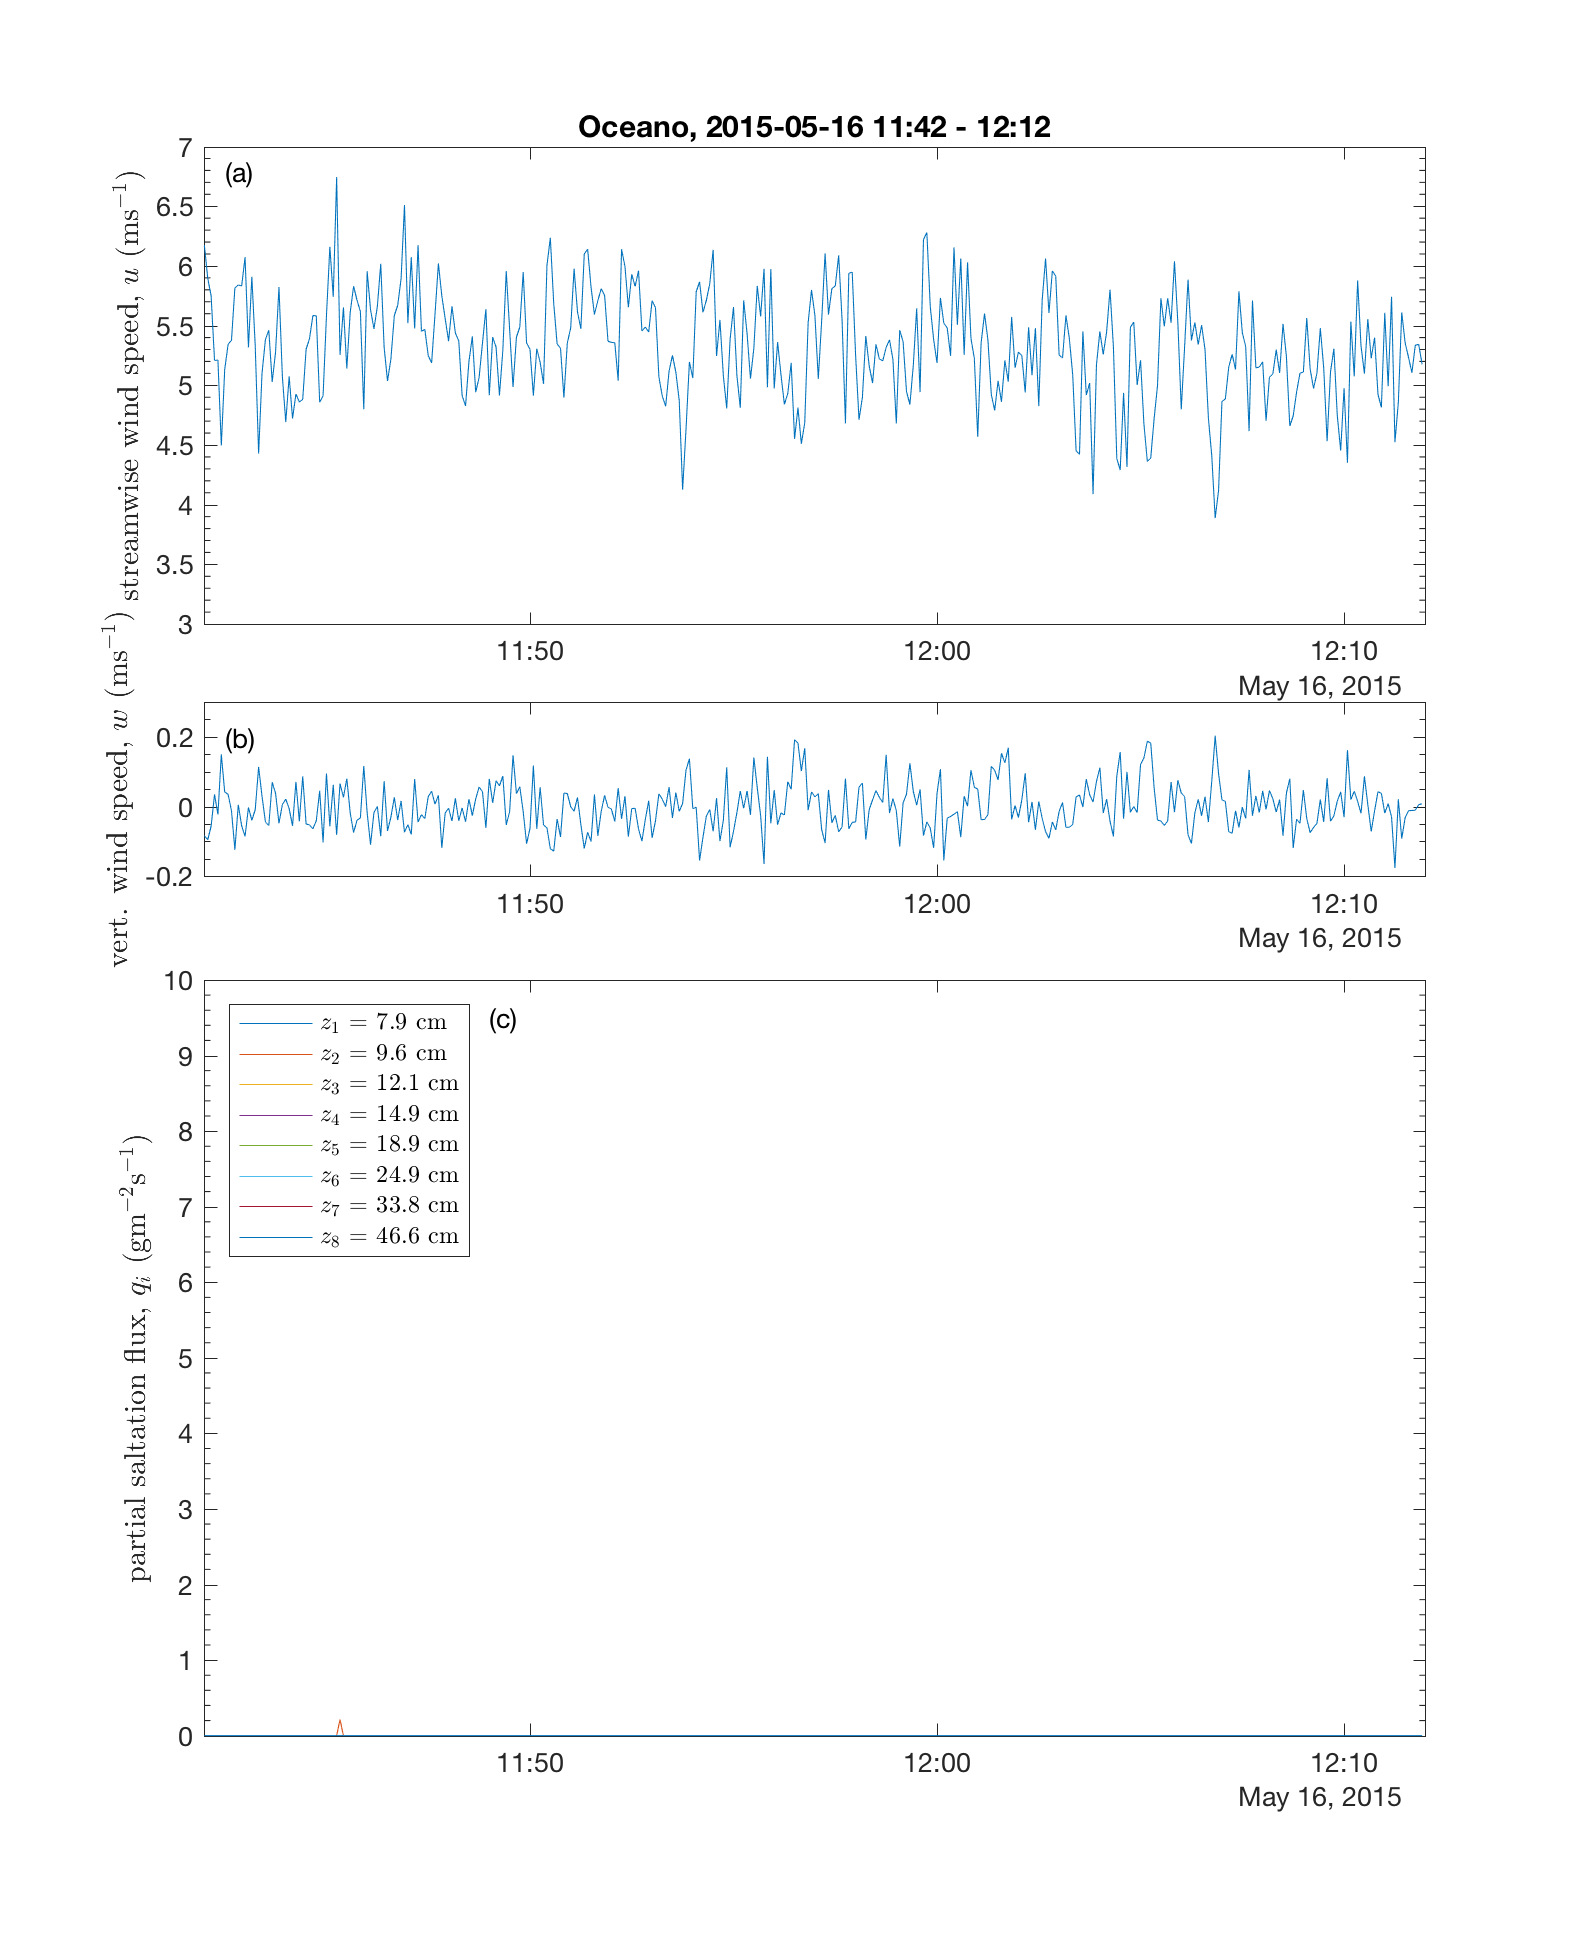 Oceano, 2015-05-16 11:42 - 12:12
(a)
streamwise wind speed, u (ms⁻¹)
7
6.5
6
5.5
5
4.5
4
3.5
3
11:50 12:00 12:10
May 16, 2015
(b)
vert. wind speed, w (ms⁻¹)
0.2
0
-0.2
11:50 12:00 12:10
May 16, 2015
(c)
partial saltation flux, qᵢ (gm⁻²s⁻¹)
10
9
8
7
6
5
4
3
2
1
0
z₁ = 7.9 cm
z₂ = 9.6 cm
z₃ = 12.1 cm
z₄ = 14.9 cm
z₅ = 18.9 cm
z₆ = 24.9 cm
z₇ = 33.8 cm
z₈ = 46.6 cm
11:50 12:00 12:10
May 16, 2015